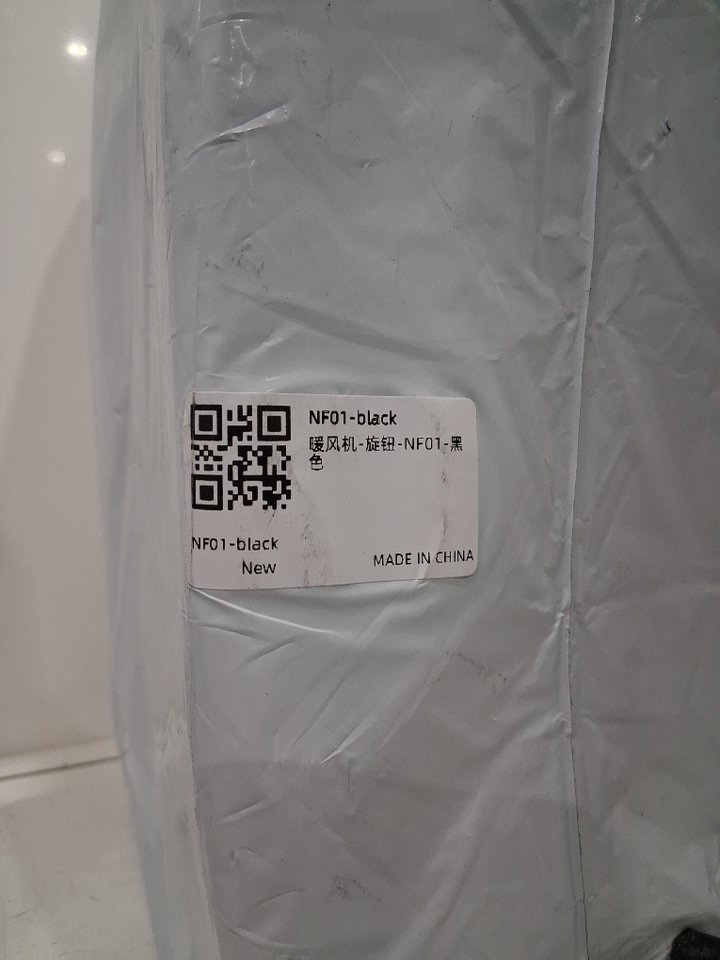 NF01-black
暖风机-旋钮-NF01-黑
色
NF01-black
New
MADE IN CHINA